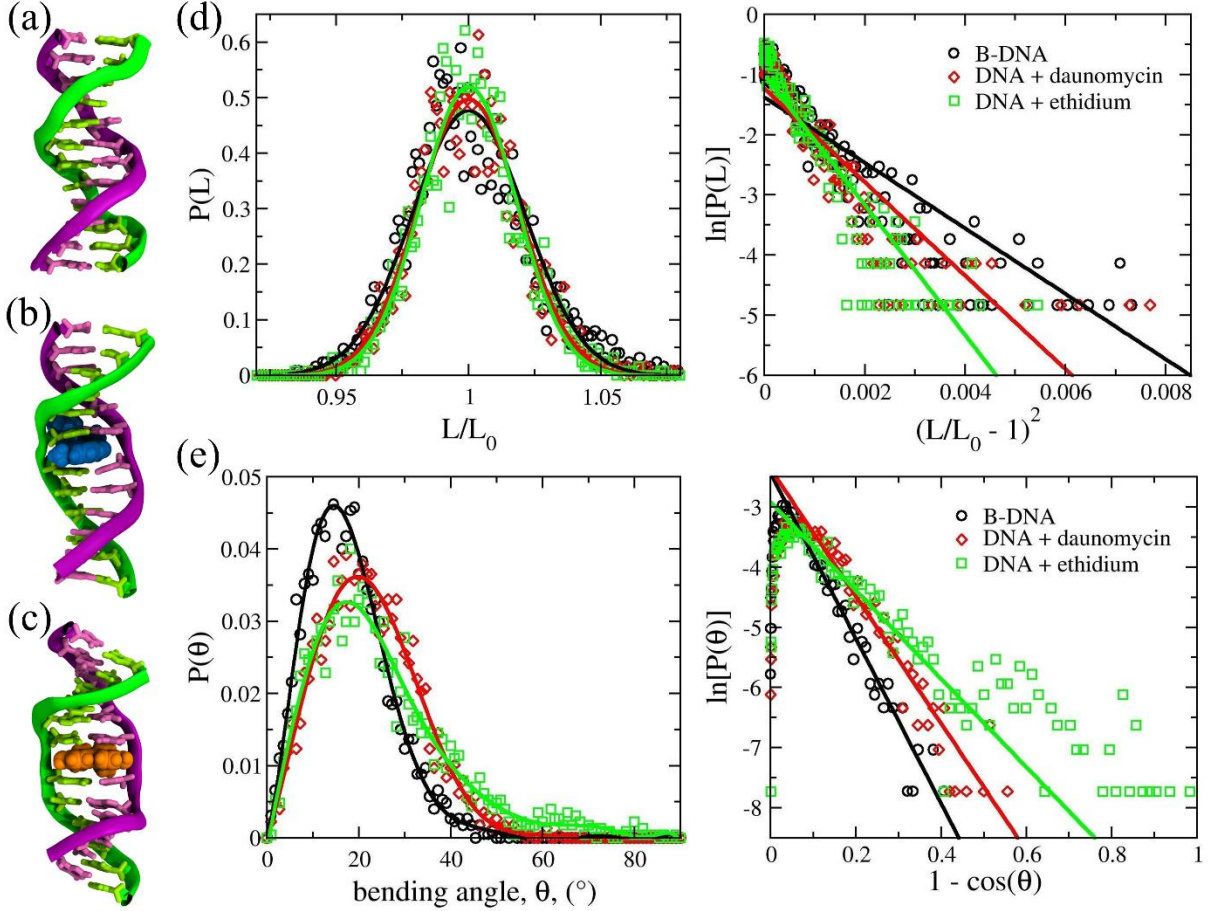 (a)
(b)
(c)
(d)
P(L)
0.6
0.5
0.4
0.3
0.2
0.1
0
0.95
1
1.05
L/L₀
ln[P(L)]
-1
-2
-3
-4
-5
-6
B-DNA
DNA + daunomycin
DNA + ethidium
0
0.002
0.004
0.006
0.008
(L/L₀ - 1)²
(e)
P(θ)
0.05
0.04
0.03
0.02
0.01
0
0
20
40
60
80
bending angle, θ, (°)
ln[P(θ)]
-3
-4
-5
-6
-7
-8
B-DNA
DNA + daunomycin
DNA + ethidium
0
0.2
0.4
0.6
0.8
1
1 - cos(θ)